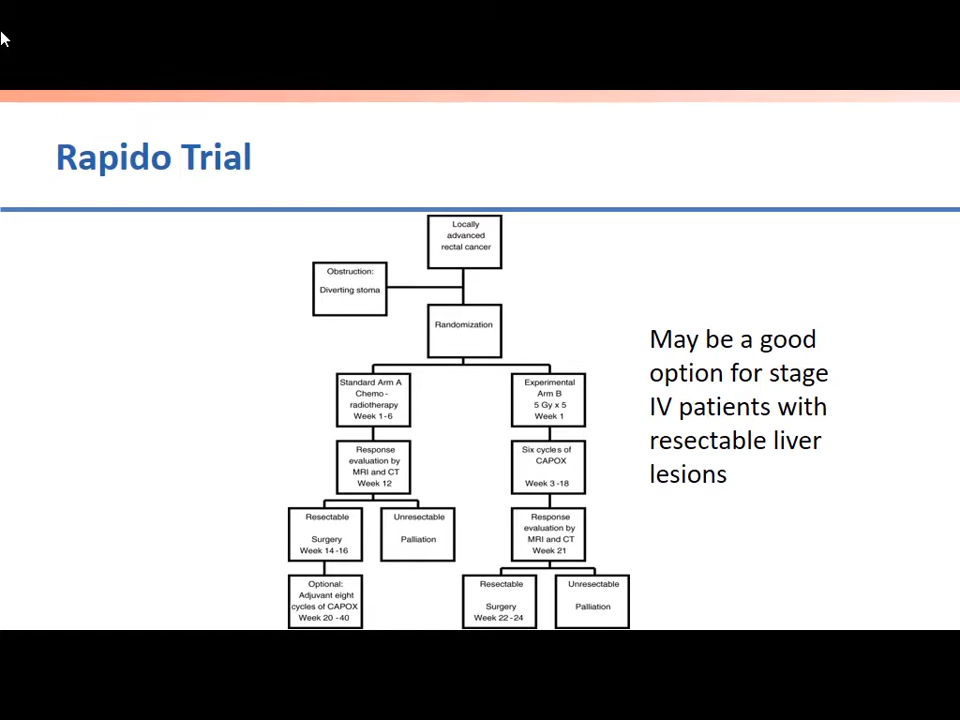 Rapido Trial
Locally
advanced
rectal cancer
Obstruction:
Diverting stoma
Randomization
Standard Arm A
Chemo-
radiotherapy
Week 1-6
Experimental
Arm B
5 Gy x 5
Week 1
Response
evaluation by
MRI and CT
Week 12
Six cycles of
CAPOX
Week 3-18
Resectable
Surgery
Week 14-16
Unresectable
Palliation
Response
evaluation by
MRI and CT
Week 21
Optional:
Adjuvant eight
cycles of CAPOX
Week 20-40
Resectable
Surgery
Week 22-24
Unresectable
Palliation
May be a good
option for stage
IV patients with
resectable liver
lesions